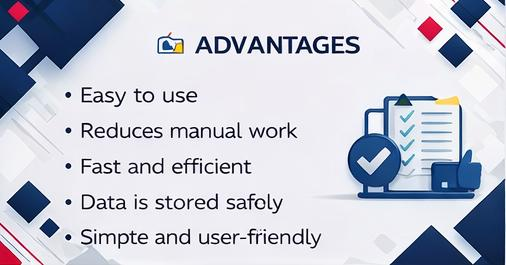 ADVANTAGES
• Easy to use
• Reduces manual work
• Fast and efficient
• Data is stored safoly
• Simpte and user-friendly